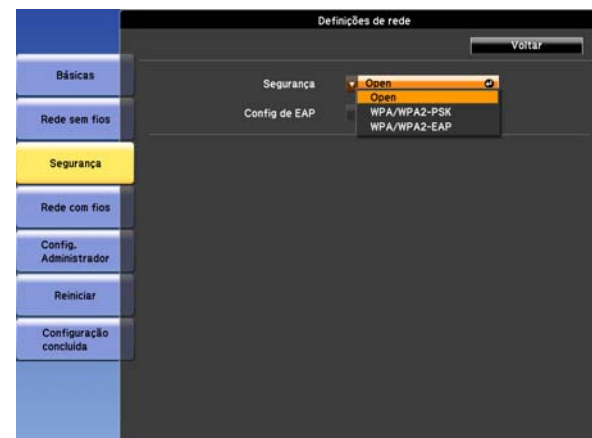 Definições de rede
Voltar
Básicas
Rede sem fios
Segurança
Rede com fios
Config.
Administrador
Reiniciar
Configuração
concluída
Segurança
Open
Open
WPA/WPA2-PSK
WPA/WPA2-EAP
Config de EAP